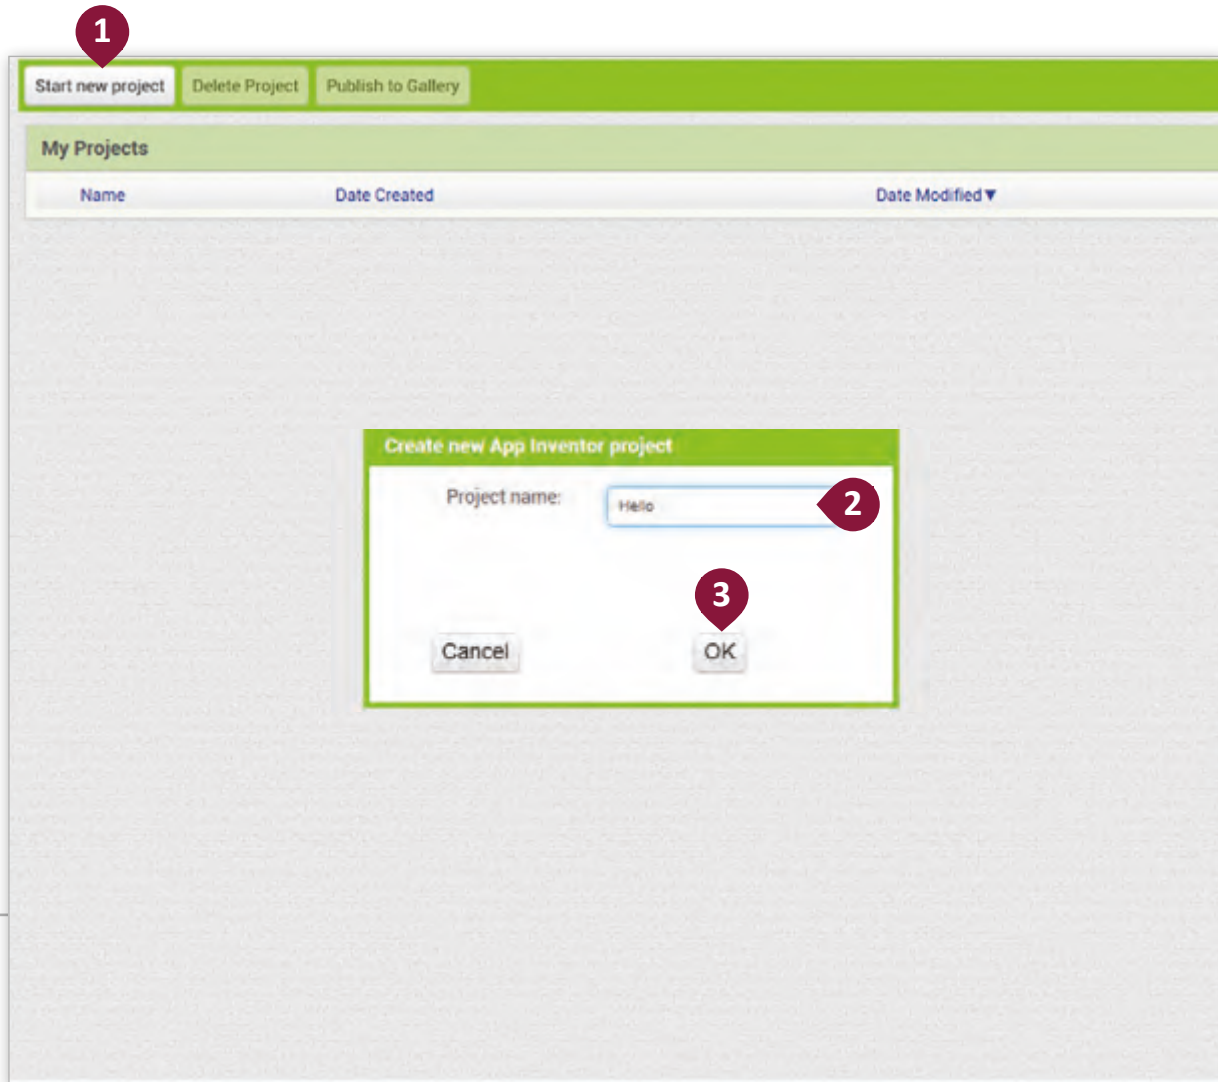 1
Start new project Delete Project Publish to Gallery
My Projects
Name Date Created Date Modified▼
Create new App Inventor project
Project name: Hello 2
3
Cancel OK